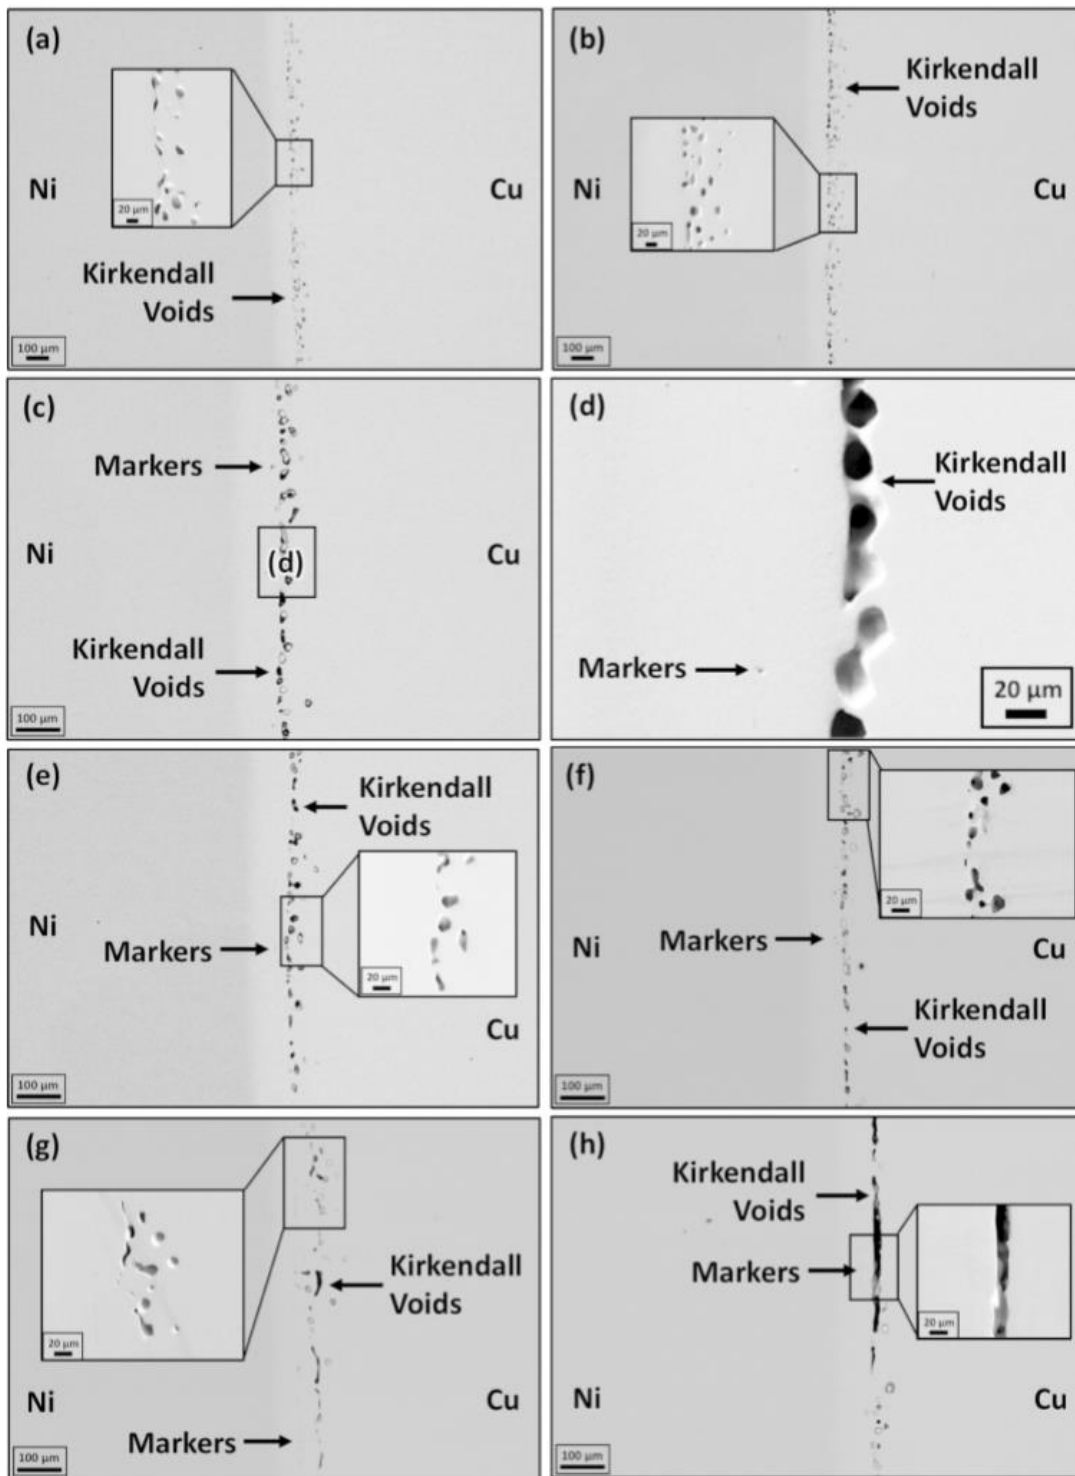 (a)
Ni
Cu
20 µm
Kirkendall
Voids
100 µm
(b)
Kirkendall
Voids
Ni
Cu
20 µm
100 µm
(c)
Markers
Ni
(d)
Cu
Kirkendall
Voids
100 µm
(d)
Kirkendall
Voids
Markers
20 µm
(e)
Kirkendall
Voids
Ni
Markers
20 µm
Cu
100 µm
(f)
20 µm
Ni
Markers
Cu
Kirkendall
Voids
100 µm
(g)
20 µm
Kirkendall
Voids
Ni
Cu
Markers
100 µm
(h)
Kirkendall
Voids
Markers
20 µm
Ni
Cu
100 µm